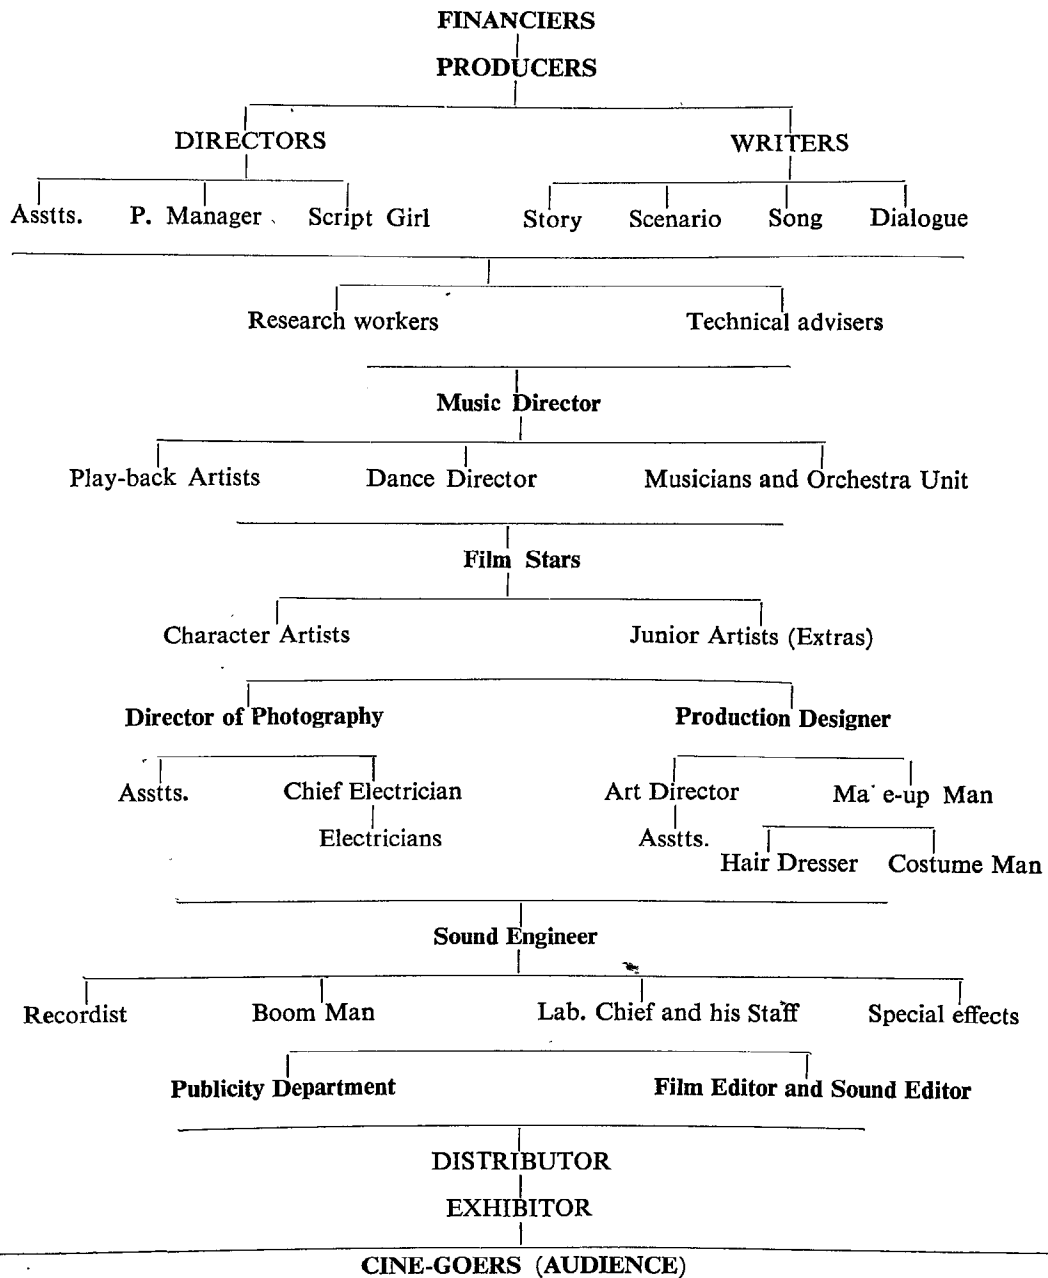 FINANCIERS
PRODUCERS
DIRECTORS WRITERS
Asstts. P. Manager Script Girl Story Scenario Song Dialogue
Research workers Technical advisers
Music Director
Play-back Artists Dance Director Musicians and Orchestra Unit
Film Stars
Character Artists Junior Artists (Extras)
Director of Photography Production Designer
Asstts. Chief Electrician Art Director Ma e-up Man
Electricians Asstts.
Hair Dresser Costume Man
Sound Engineer
Recordist Boom Man Lab. Chief and his Staff Special effects
Publicity Department Film Editor and Sound Editor
DISTRIBUTOR
EXHIBITOR
CINE-GOERS (AUDIENCE)